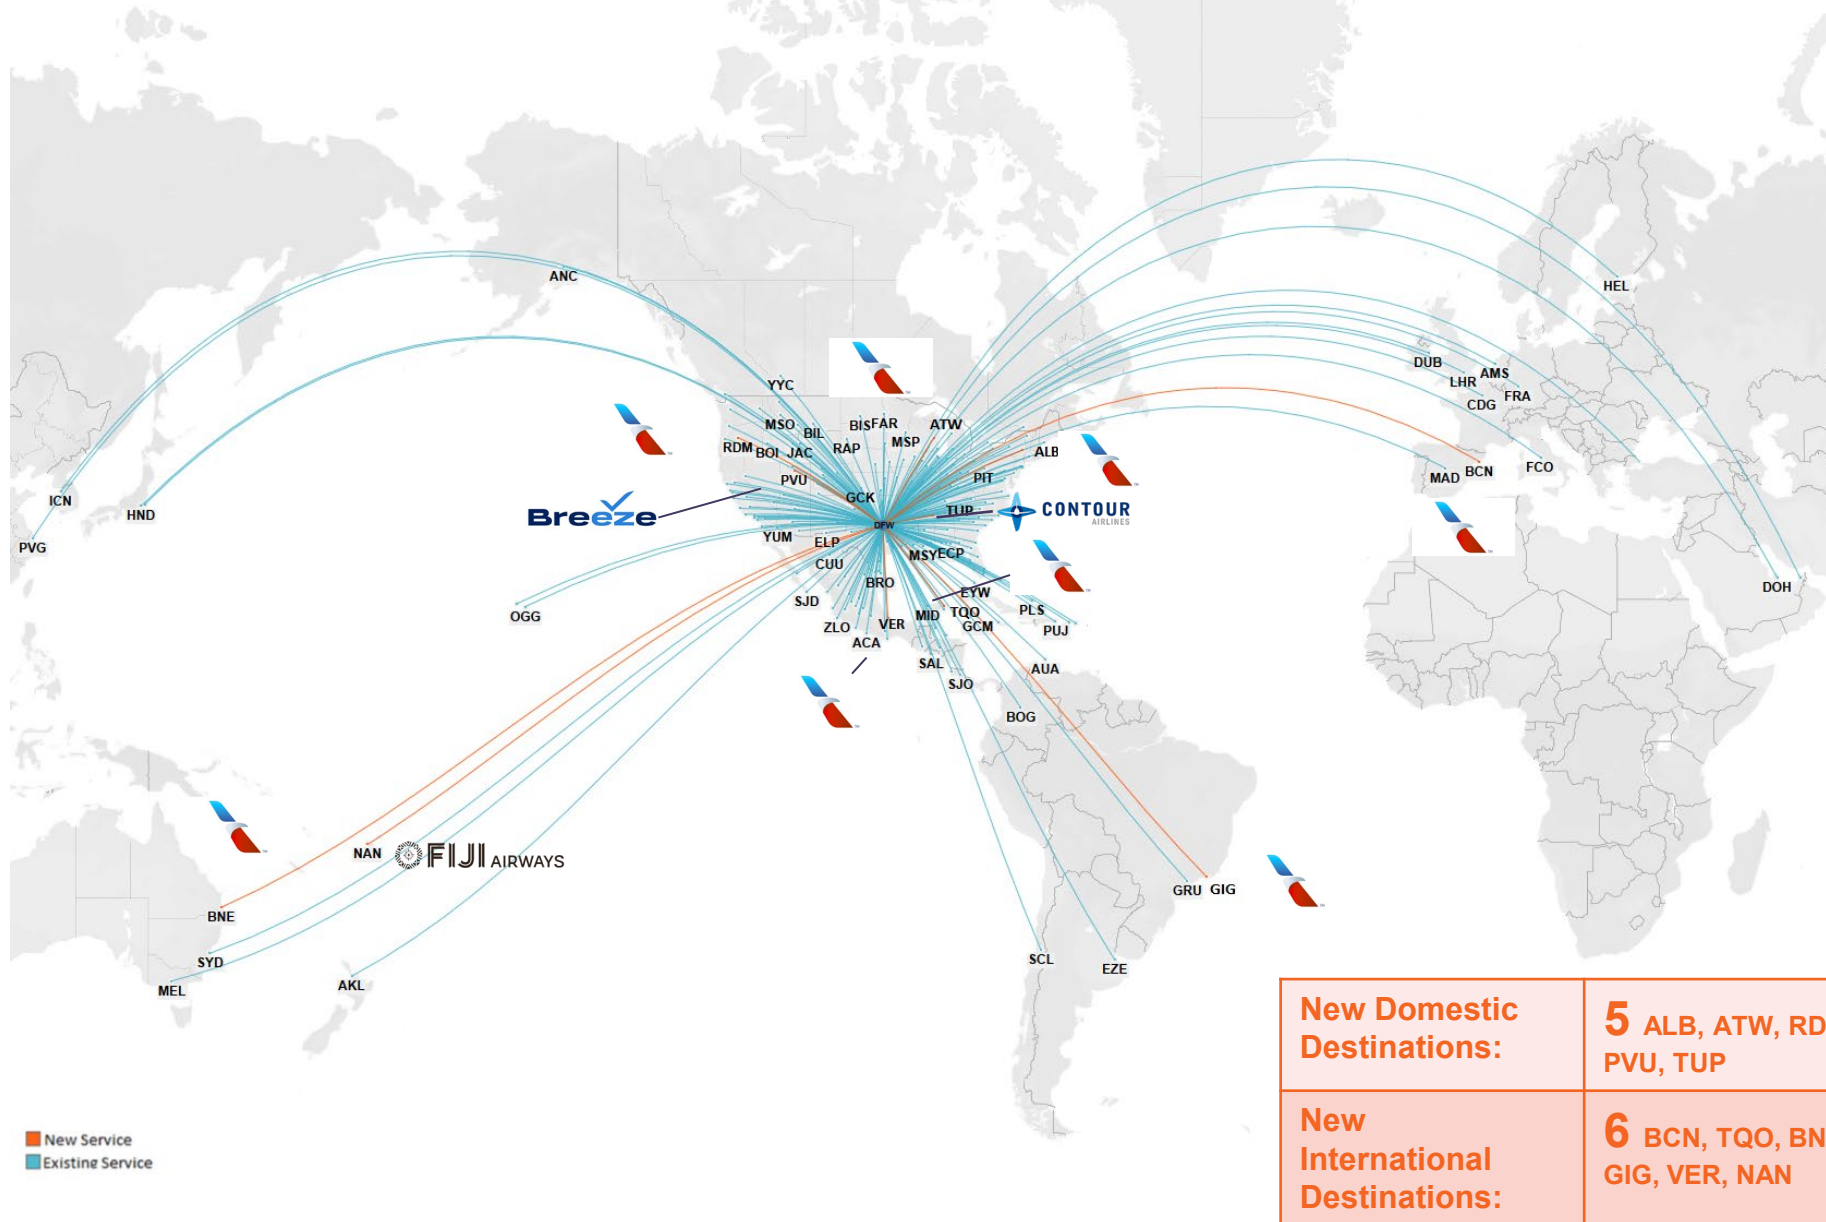 ANC
HEL
DUB
AMS
LHR
FRA
CDG
YYC
MSO
BIL
BIS FAR
ATW
MSP
RDM BOI JAC
RAP
ALB
PIT
MAD BCN
FCO
PVU
GCK
ICN
HND
Breeze
TUP
CONTOUR
AIRLINES
DFW
PVG
YUM
ELP
MSY ECP
CUU
BRO
DOH
EYW
SJD
MID TQO
PLS
OGG
ZLO
VER
GCM
PUJ
ACA
SAL
AUA
SJO
BOG
NAN FIJI AIRWAYS
GRU GIG
BNE
SYD
SCL
EZE
MEL
AKL
New Domestic
Destinations:
5 ALB, ATW, RD
PVU, TUP
New
International
Destinations:
6 BCN, TQO, BN
GIG, VER, NAN
New Service
Existing Service